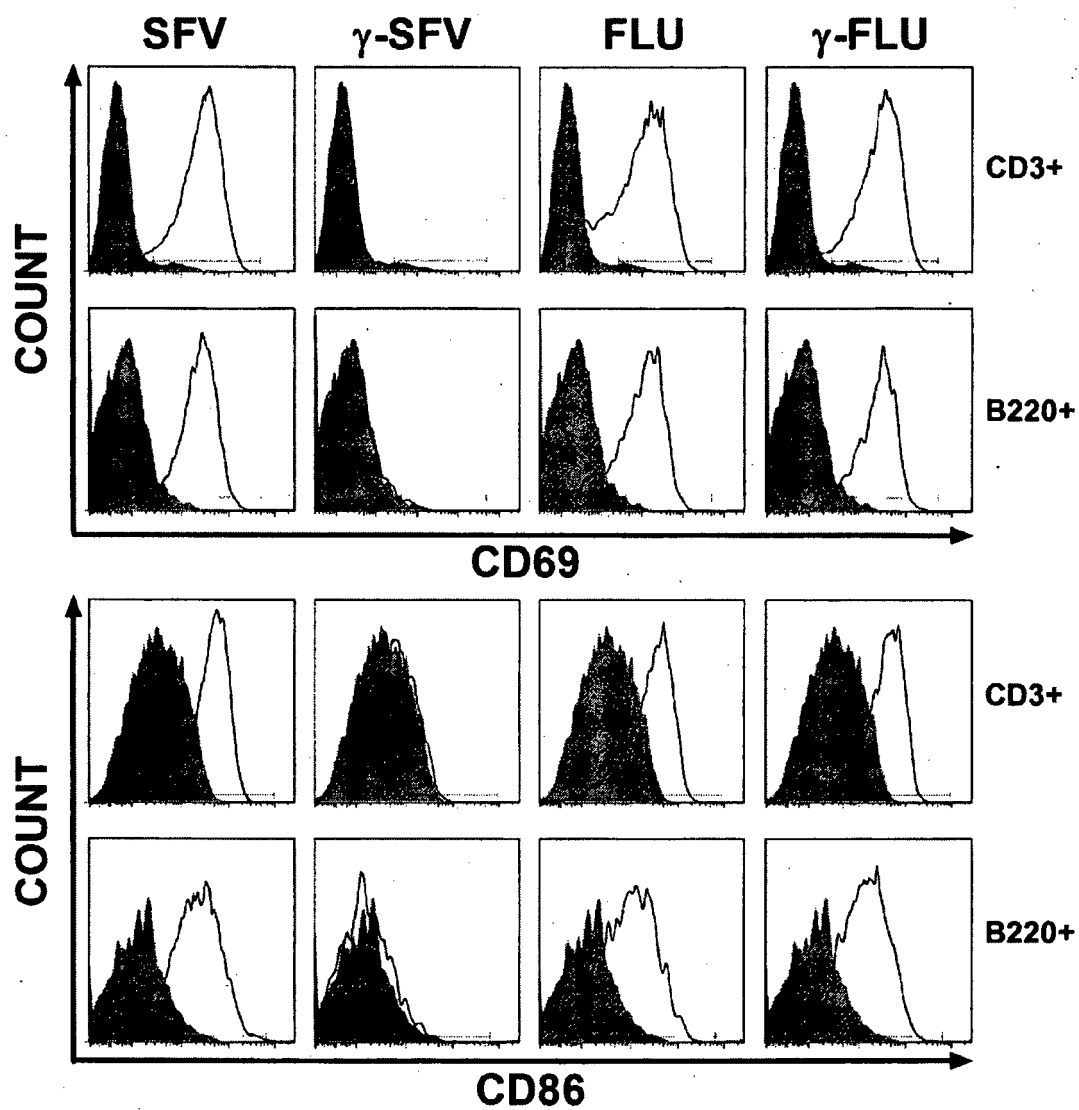 SFV γ-SFV FLU γ-FLU
COUNT
CD3+
B220+
CD69
COUNT
CD3+
B220+
CD86